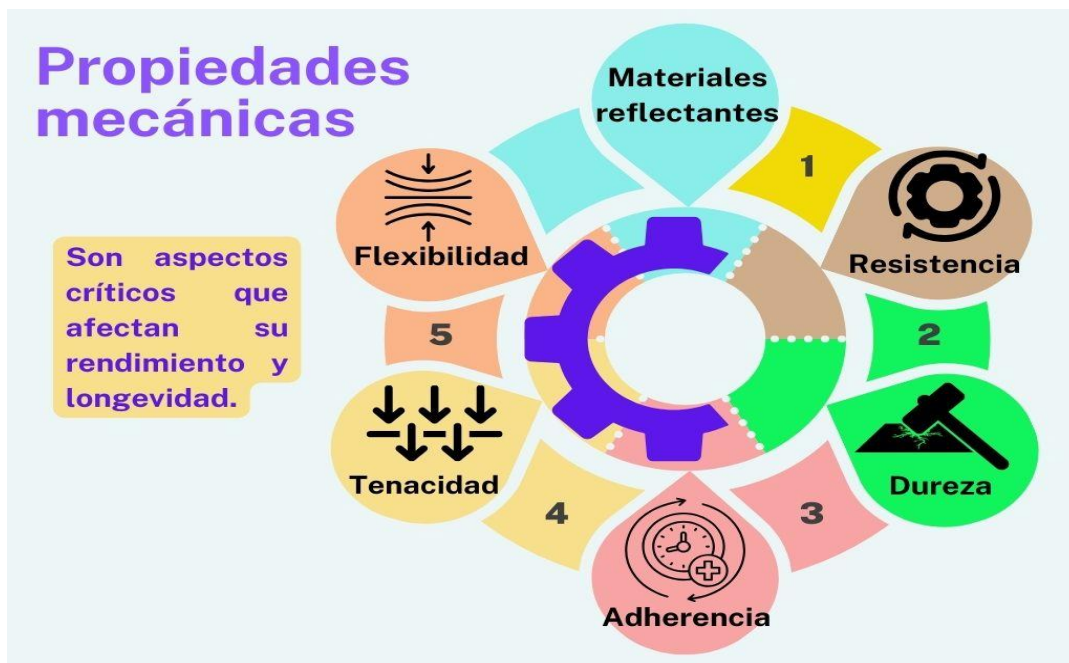 Propiedades
mecánicas
Son aspectos
críticos que
afectan su
rendimiento y
longevidad.
Materiales
reflectantes
1
Resistencia
2
Dureza
3
Adherencia
4
Tenacidad
5
Flexibilidad